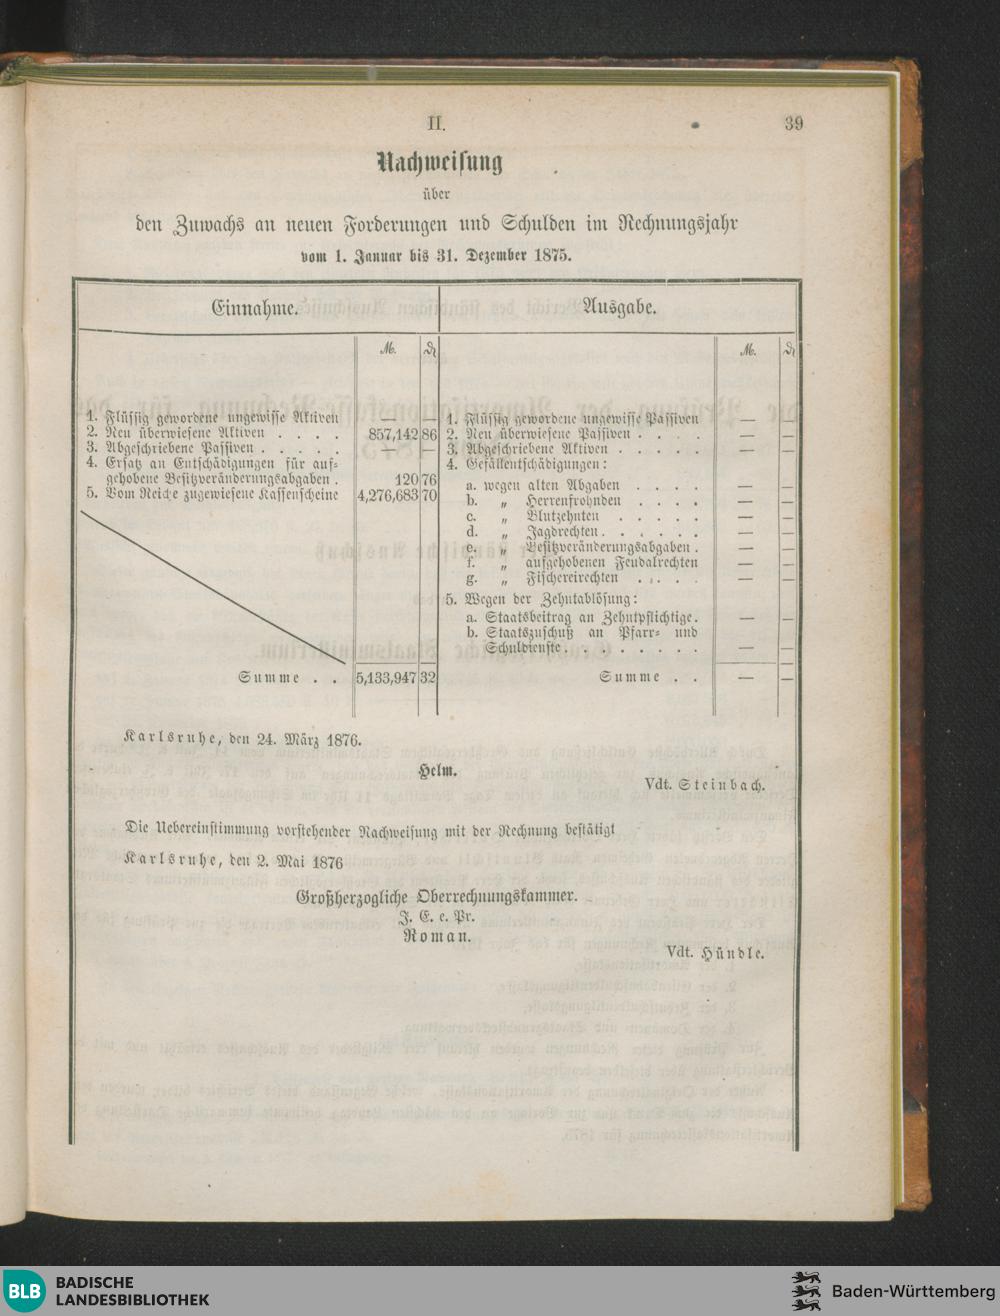 II. 39
Nachweisung
über
den Zuwachs an neuen Forderungen und Schulden im Rechnungsjahr
vom 1. Januar bis 31. Dezember 1875.
Einnahme. Ausgabe.
M. ₰ M. ₰
1. Flüssig gewordene ungewisse Aktiven — — 1. Flüssig gewordene ungewisse Passiven — —
2. Neu überwiesene Aktiven . . . . 857,142 86 2. Neu überwiesene Passiven . . . . — —
3. Abgeschriebene Passiven . . . . . — — 3. Abgeschriebene Aktiven . . . . . — —
4. Ersatz an Entschädigungen für auf= 4. Gefällentschädigungen:
gehobene Besitzveränderungsabgaben . 120 76 a. wegen alten Abgaben . . . . — —
5. Vom Reiche zugewiesene Kassenscheine 4,276,683 70 b. „ Herrenfrohnden . . . . — —
c. „ Blutzehnten . . . . . — —
d. „ Jagdrechten . . . . . . — —
e. „ Besitzveränderungsabgaben . — —
f. „ aufgehobenen Feudalrechten — —
g. „ Fischereirechten . . . . — —
5. Wegen der Zehntablösung:
a. Staatsbeitrag an Zehntpflichtige . — —
b. Staatszuschuß an Pfarr= und
Schuldienste . . . . . . . . — —
Summe . . 5,133,947 32 Summe . . — —
Karlsruhe, den 24. März 1876.
Helm.
Vdt. Steinbach.
Die Uebereinstimmung vorstehender Nachweisung mit der Rechnung bestätigt
Karlsruhe, den 2. Mai 1876
Großherzogliche Oberrechnungskammer.
J. E. e. Pr.
Roman.
Vdt. Hündle.
BLB BADISCHE
LANDESBIBLIOTHEK
Baden-Württemberg